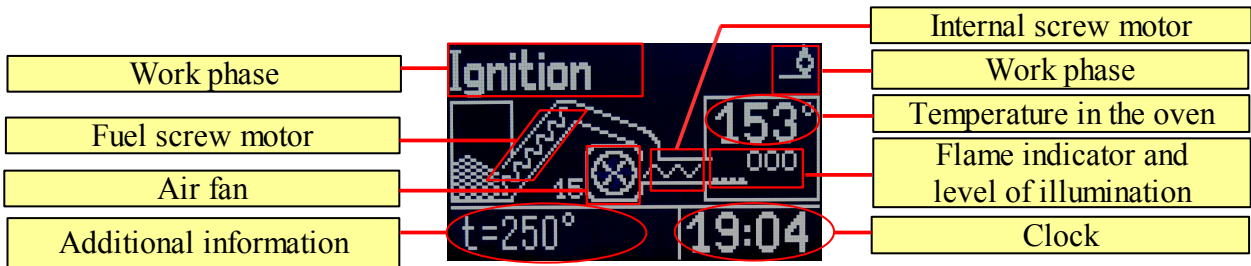 Internal screw motor
Work phase
Ignition
Work phase
Fuel screw motor
153°
Temperature in the oven
000
Flame indicator and
level of illumination
Air fan
15
Additional information
t=250°
19:04
Clock